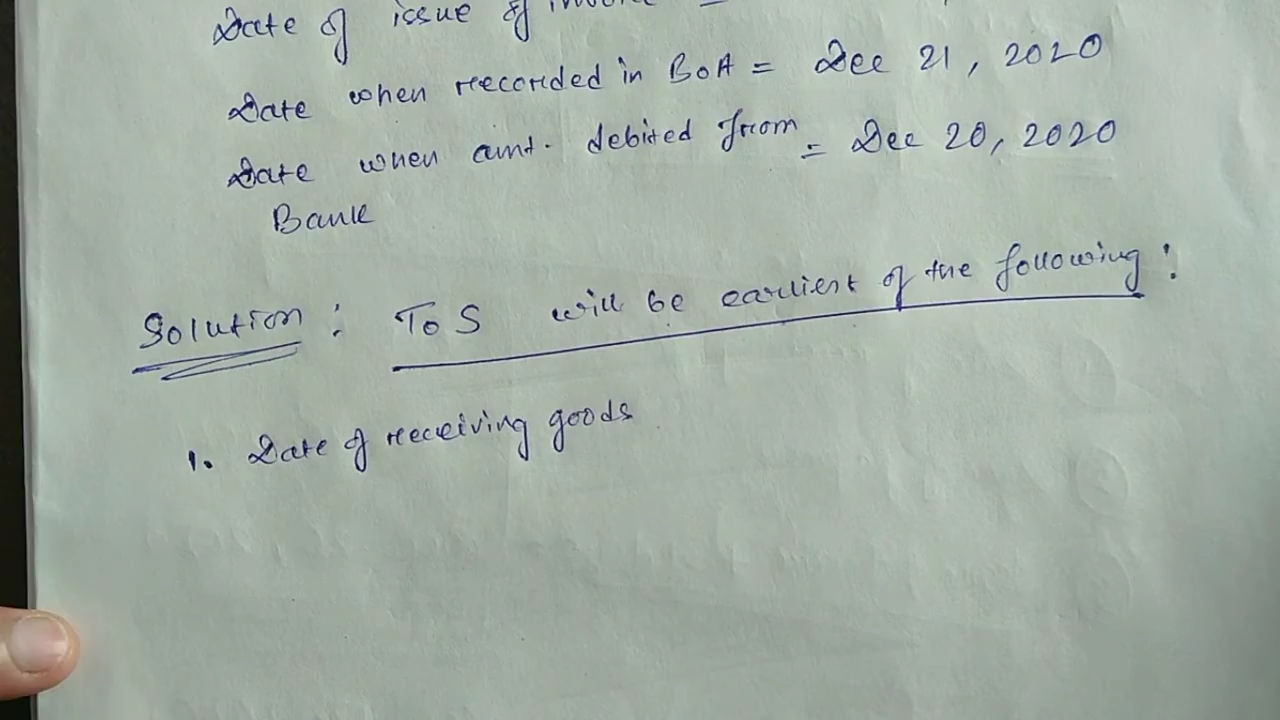 Date of issue of
Date when recorded in BoA = Dec 21, 2020
Date when amt. debited from = Dec 20, 2020
Bank
Solution : ToS will be earliest of the following :
1. Date of receiving goods